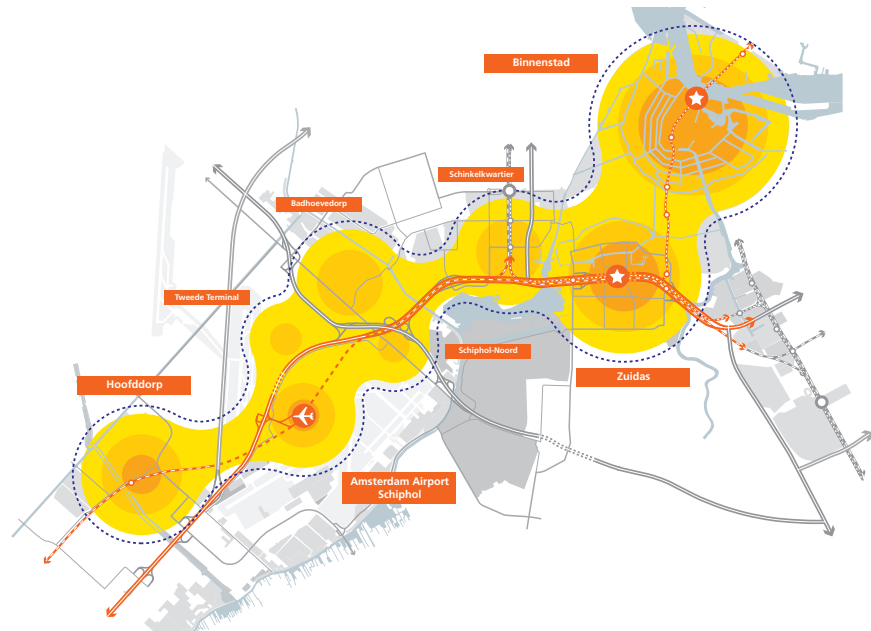 Binnenstad
Schinkelkwartier
Badhoevedorp
Tweede Terminal
Schiphol-Noord
Hoofddorp
Zuidas
Amsterdam Airport
Schiphol